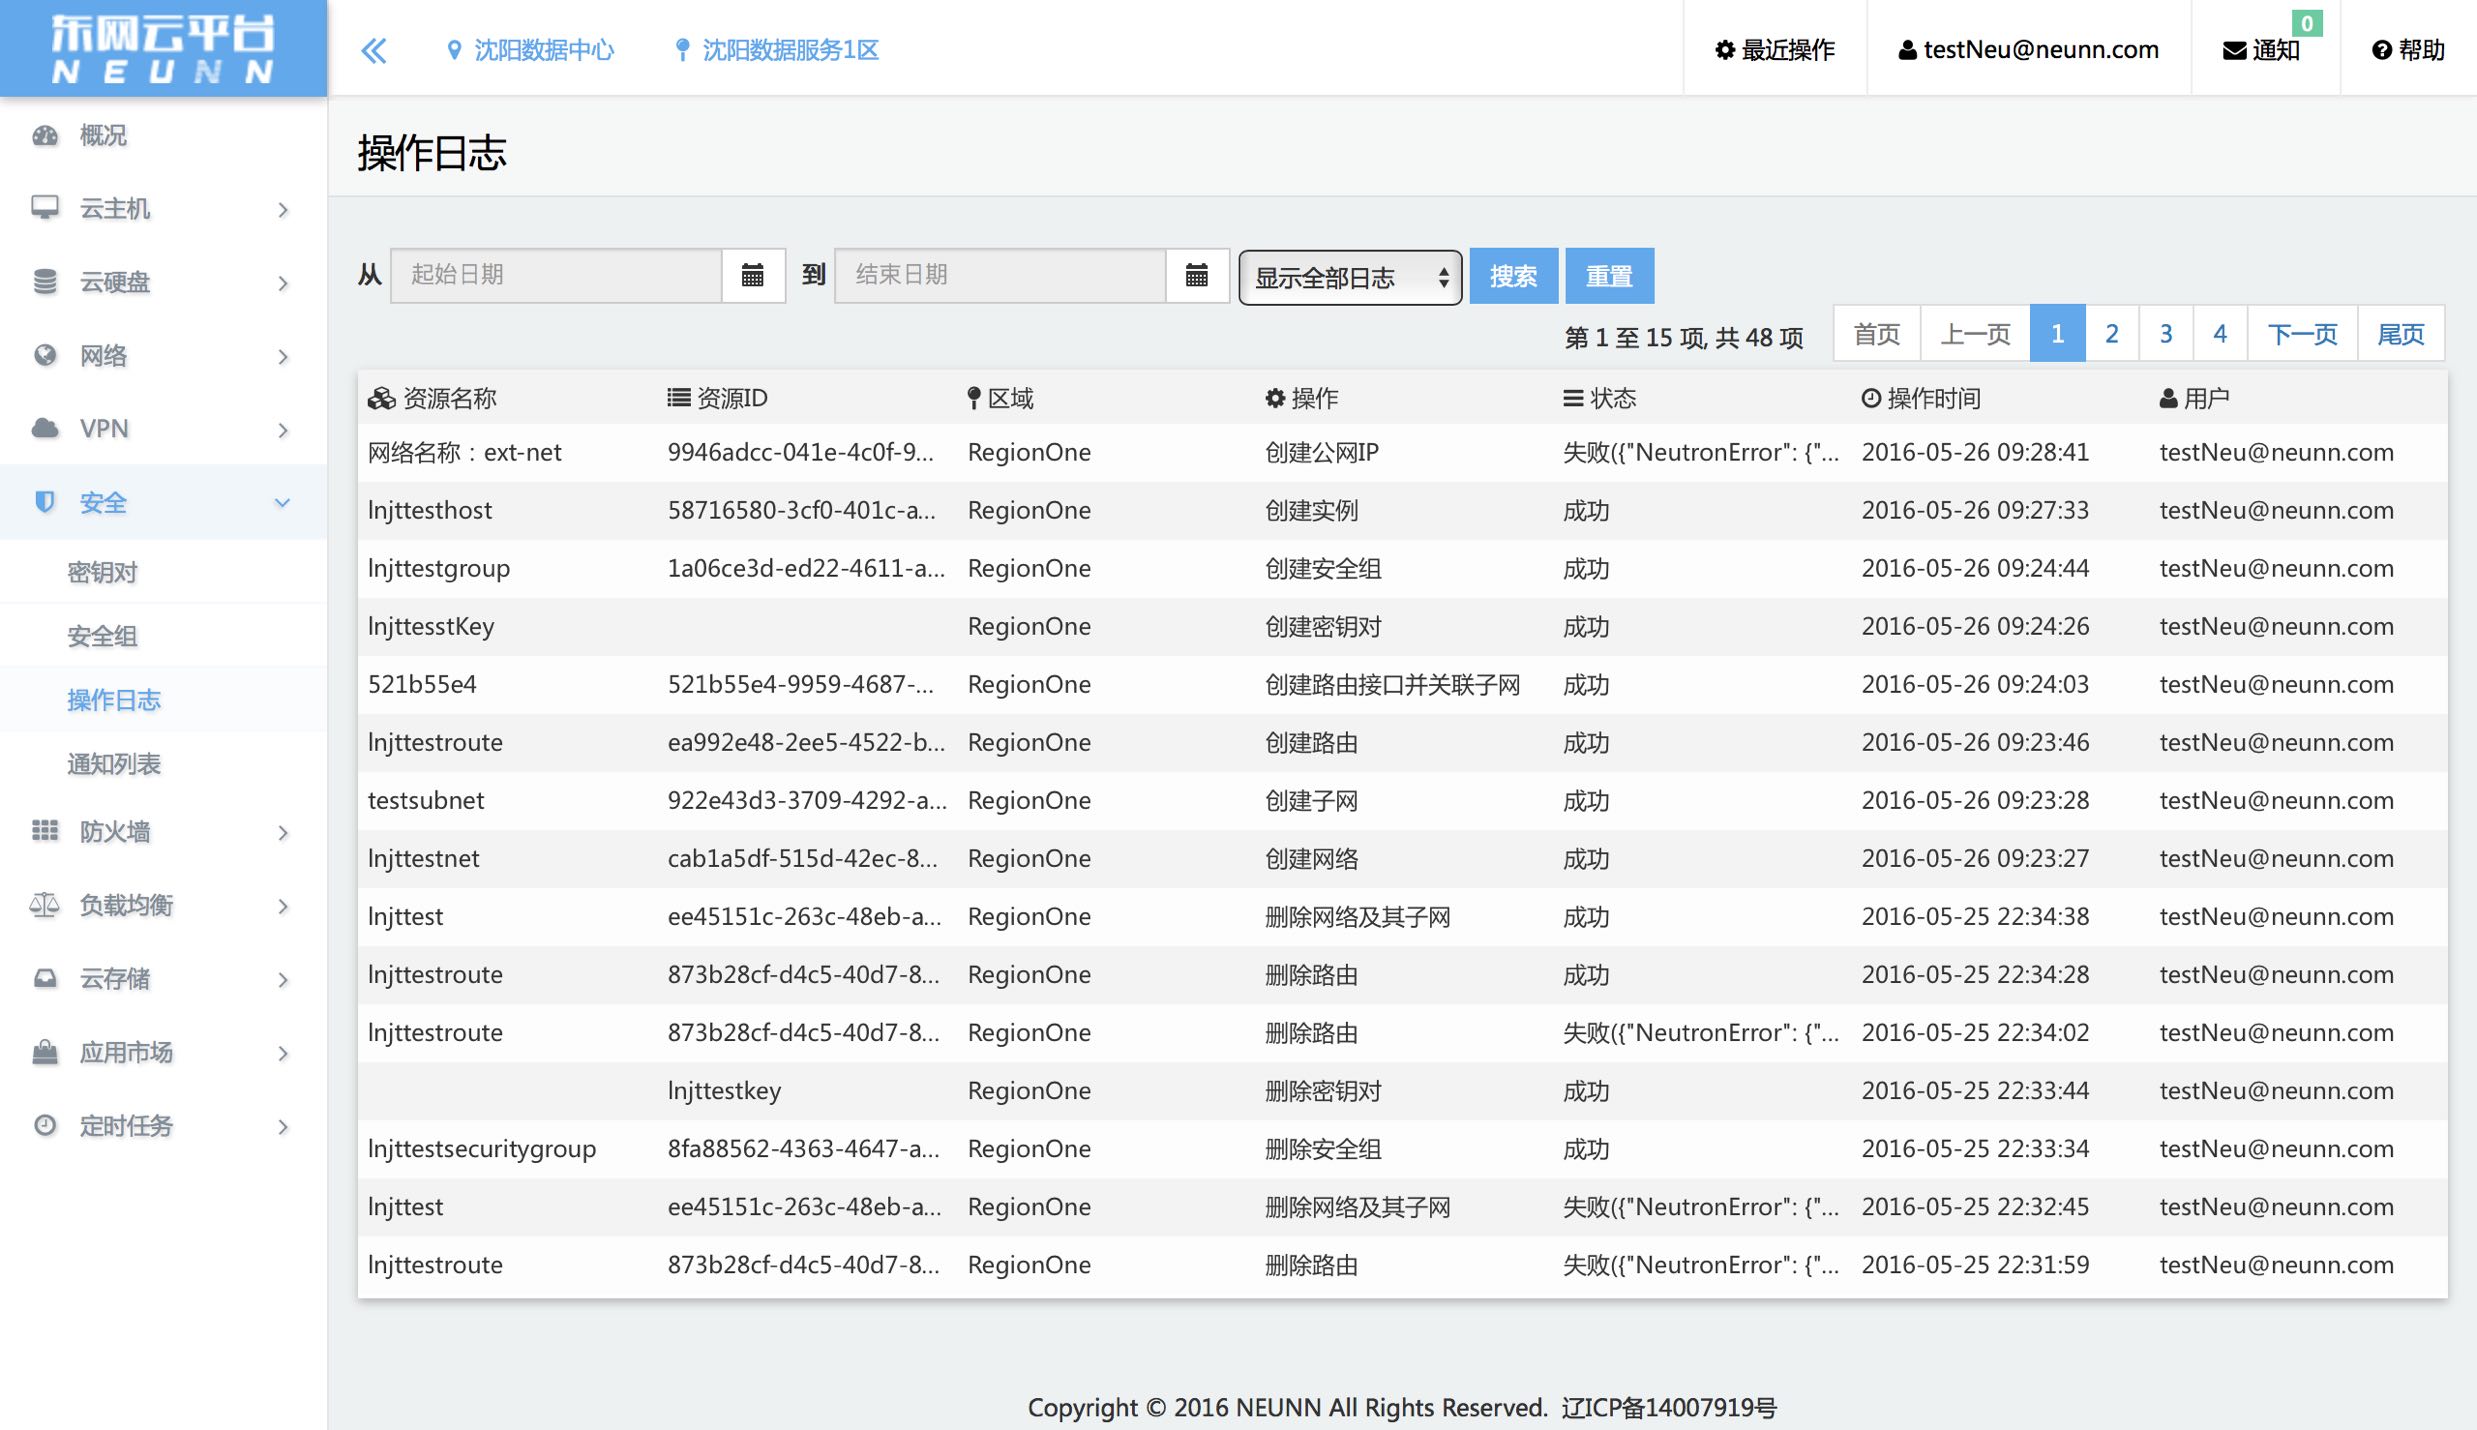 东网云平台
NEUNN
沈阳数据中心 沈阳数据服务1区 最近操作 testNeu@neunn.com 通知 0 帮助
概况
云主机
云硬盘
网络
VPN
安全
密钥对
安全组
操作日志
通知列表
防火墙
负载均衡
云存储
应用市场
定时任务
操作日志
从 起始日期 到 结束日期 显示全部日志 搜索 重置
第 1 至 15 项, 共 48 项 首页 上一页 1 2 3 4 下一页 尾页
资源名称 资源ID 区域 操作 状态 操作时间 用户
网络名称：ext-net 9946adcc-041e-4c0f-9... RegionOne 创建公网IP 失败({"NeutronError": {"... 2016-05-26 09:28:41 testNeu@neunn.com
lnjttesthost 58716580-3cf0-401c-a... RegionOne 创建实例 成功 2016-05-26 09:27:33 testNeu@neunn.com
lnjttestgroup 1a06ce3d-ed22-4611-a... RegionOne 创建安全组 成功 2016-05-26 09:24:44 testNeu@neunn.com
lnjttesstKey RegionOne 创建密钥对 成功 2016-05-26 09:24:26 testNeu@neunn.com
521b55e4 521b55e4-9959-4687-... RegionOne 创建路由接口并关联子网 成功 2016-05-26 09:24:03 testNeu@neunn.com
lnjttestroute ea992e48-2ee5-4522-b... RegionOne 创建路由 成功 2016-05-26 09:23:46 testNeu@neunn.com
testsubnet 922e43d3-3709-4292-a... RegionOne 创建子网 成功 2016-05-26 09:23:28 testNeu@neunn.com
lnjttestnet cab1a5df-515d-42ec-8... RegionOne 创建网络 成功 2016-05-26 09:23:27 testNeu@neunn.com
lnjttest ee45151c-263c-48eb-a... RegionOne 删除网络及其子网 成功 2016-05-25 22:34:38 testNeu@neunn.com
lnjttestroute 873b28cf-d4c5-40d7-8... RegionOne 删除路由 成功 2016-05-25 22:34:28 testNeu@neunn.com
lnjttestroute 873b28cf-d4c5-40d7-8... RegionOne 删除路由 失败({"NeutronError": {"... 2016-05-25 22:34:02 testNeu@neunn.com
lnjttestkey RegionOne 删除密钥对 成功 2016-05-25 22:33:44 testNeu@neunn.com
lnjttestsecuritygroup 8fa88562-4363-4647-a... RegionOne 删除安全组 成功 2016-05-25 22:33:34 testNeu@neunn.com
lnjttest ee45151c-263c-48eb-a... RegionOne 删除网络及其子网 失败({"NeutronError": {"... 2016-05-25 22:32:45 testNeu@neunn.com
lnjttestroute 873b28cf-d4c5-40d7-8... RegionOne 删除路由 失败({"NeutronError": {"... 2016-05-25 22:31:59 testNeu@neunn.com
Copyright © 2016 NEUNN All Rights Reserved. 辽ICP备14007919号